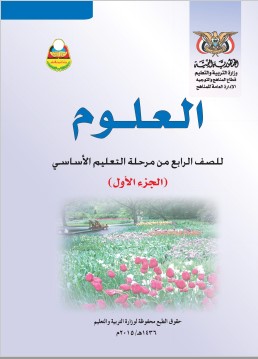 الجمهورية اليمنية
وزارة التربية والتعليم
قطاع المناهج والتوجيه
الإدارة العامة للمناهج
العلوم
للصف الرابع من مرحلة التعليم الأساسي
(الجزء الأول)
حقوق الطبع محفوظة لوزارة التربية والتعليم
١٤٣٦هـ/٢٠١٥م